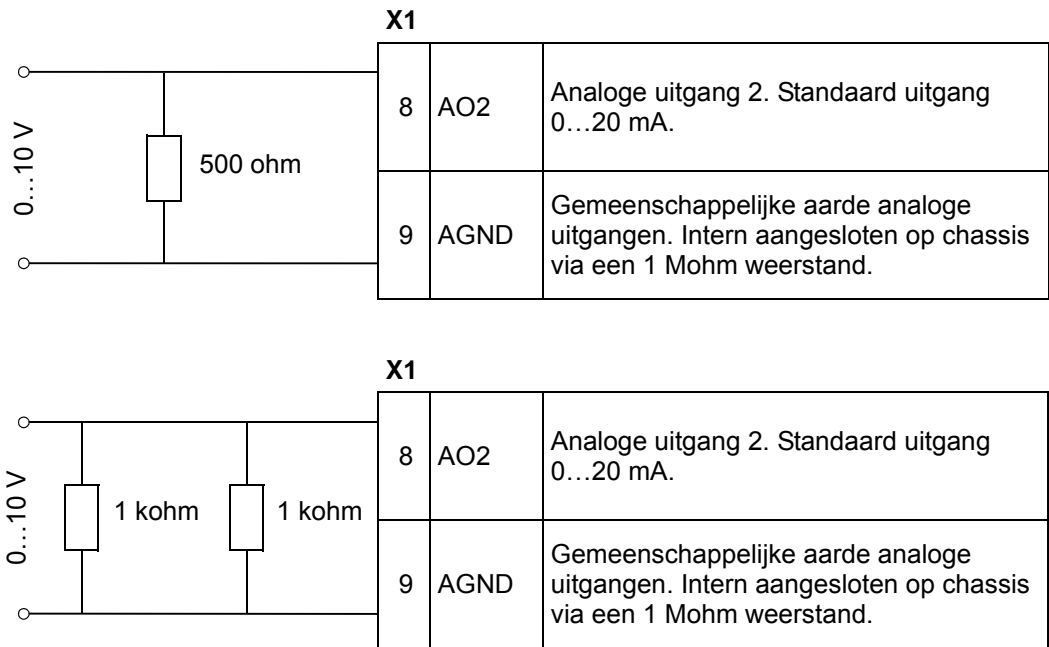 X1
0…10 V
500 ohm
8 AO2 Analoge uitgang 2. Standaard uitgang
0…20 mA.
9 AGND Gemeenschappelijke aarde analoge
uitgangen. Intern aangesloten op chassis
via een 1 Mohm weerstand.
X1
0…10 V
1 kohm 1 kohm
8 AO2 Analoge uitgang 2. Standaard uitgang
0…20 mA.
9 AGND Gemeenschappelijke aarde analoge
uitgangen. Intern aangesloten op chassis
via een 1 Mohm weerstand.